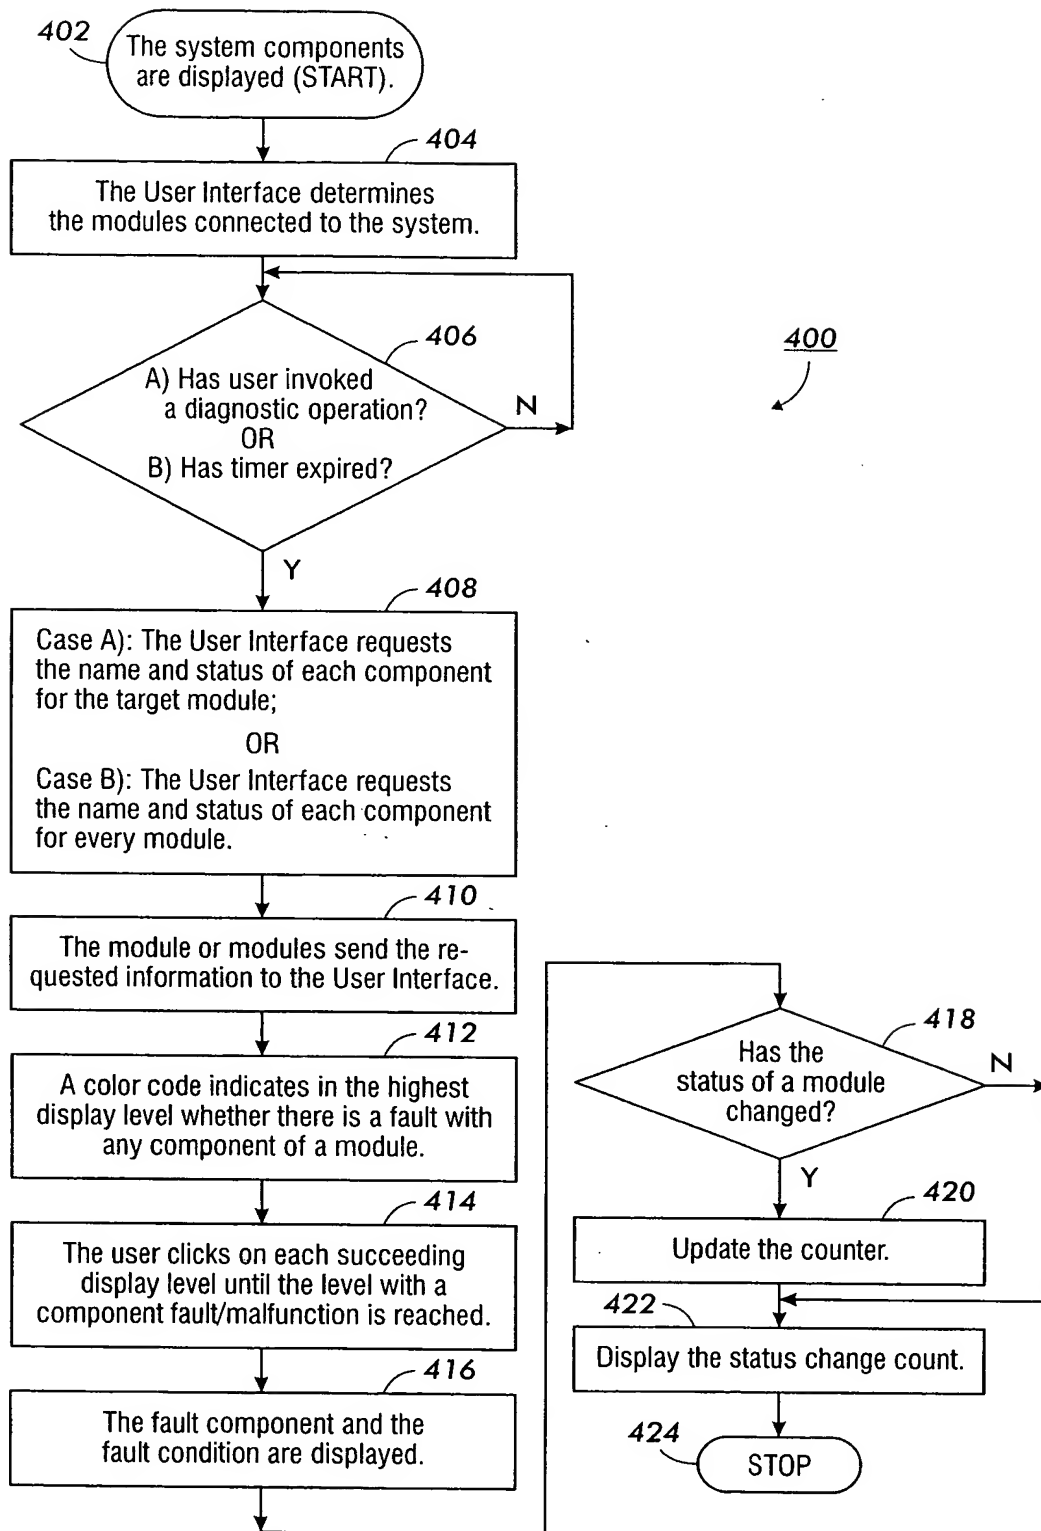 402
The system components
are displayed (START).
404
The User Interface determines
the modules connected to the system.
406
A) Has user invoked
a diagnostic operation?
OR
B) Has timer expired?
N
Y
400
408
Case A): The User Interface requests
the name and status of each component
for the target module;
OR
Case B): The User Interface requests
the name and status of each component
for every module.
410
The module or modules send the re-
quested information to the User Interface.
412
A color code indicates in the highest
display level whether there is a fault with
any component of a module.
414
The user clicks on each succeeding
display level until the level with a
component fault/malfunction is reached.
416
The fault component and the
fault condition are displayed.
418
Has the
status of a module
changed?
N
Y
420
Update the counter.
422
Display the status change count.
424
STOP